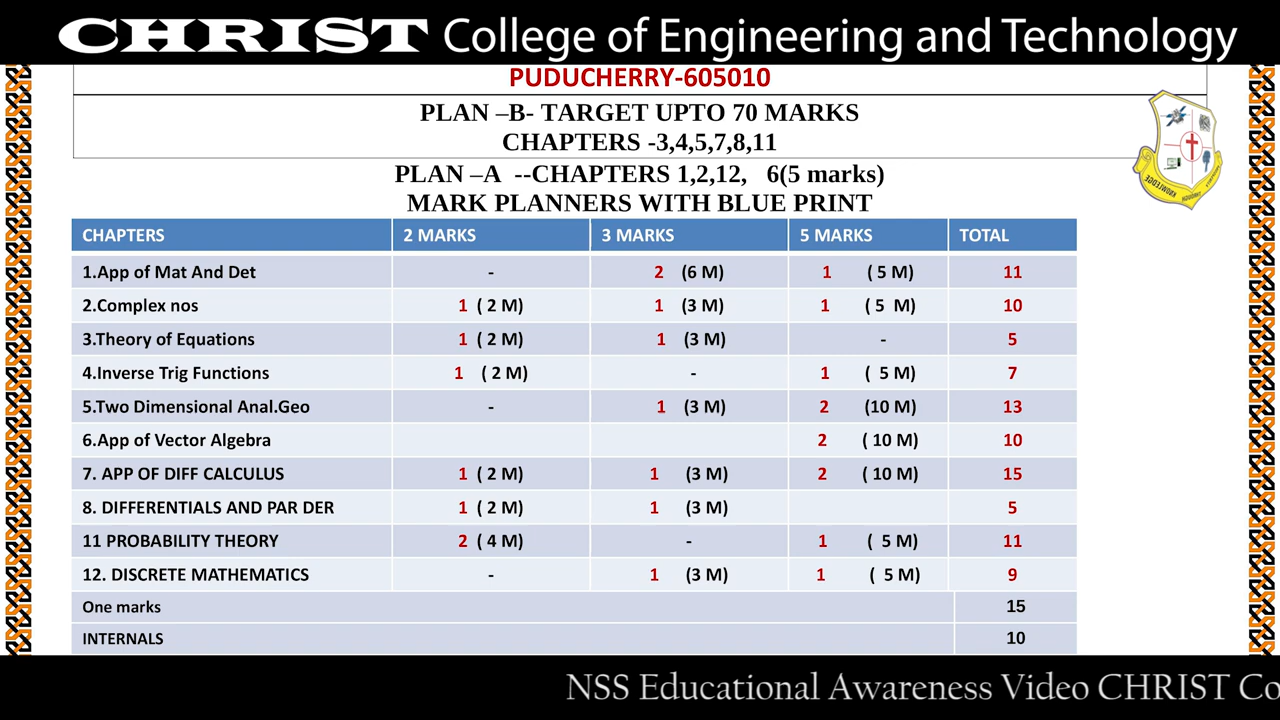 CHRIST College of Engineering and Technology
PUDUCHERRY-605010
PLAN –B- TARGET UPTO 70 MARKS
CHAPTERS -3,4,5,7,8,11
PLAN –A --CHAPTERS 1,2,12, 6(5 marks)
MARK PLANNERS WITH BLUE PRINT
CHAPTERS 2 MARKS 3 MARKS 5 MARKS TOTAL
1.App of Mat And Det - 2 (6 M) 1 ( 5 M) 11
2.Complex nos 1 ( 2 M) 1 (3 M) 1 ( 5 M) 10
3.Theory of Equations 1 ( 2 M) 1 (3 M) - 5
4.Inverse Trig Functions 1 ( 2 M) - 1 ( 5 M) 7
5.Two Dimensional Anal.Geo - 1 (3 M) 2 (10 M) 13
6.App of Vector Algebra 2 ( 10 M) 10
7. APP OF DIFF CALCULUS 1 ( 2 M) 1 (3 M) 2 ( 10 M) 15
8. DIFFERENTIALS AND PAR DER 1 ( 2 M) 1 (3 M) 5
11 PROBABILITY THEORY 2 ( 4 M) - 1 ( 5 M) 11
12. DISCRETE MATHEMATICS - 1 (3 M) 1 ( 5 M) 9
One marks 15
INTERNALS 10
NSS Educational Awareness Video CHRIST Co